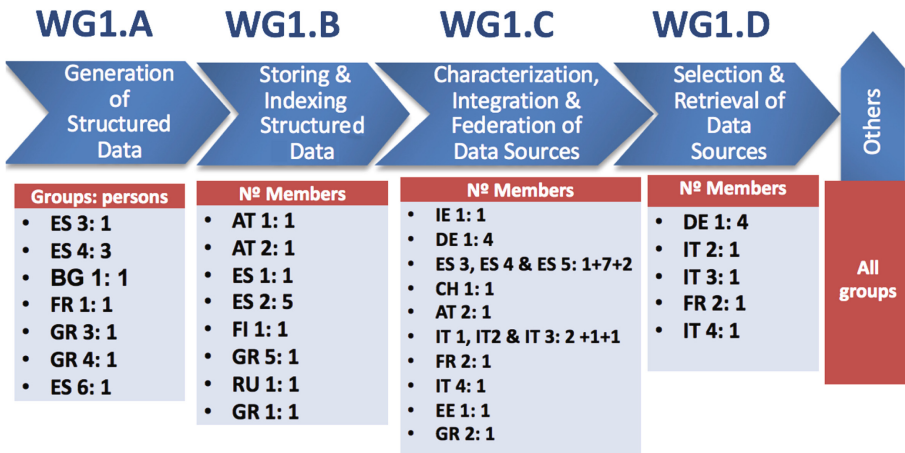 WG1.A
WG1.B
WG1.C
WG1.D
Generation
of
Structured
Data
Storing &
Indexing
Structured
Data
Characterization,
Integration &
Federation of
Data Sources
Selection &
Retrieval of
Data
Sources
Others
Groups: persons
• ES 3: 1
• ES 4: 3
• BG 1: 1
• FR 1: 1
• GR 3: 1
• GR 4: 1
• ES 6: 1
Nº Members
• AT 1: 1
• AT 2: 1
• ES 1: 1
• ES 2: 5
• FI 1: 1
• GR 5: 1
• RU 1: 1
• GR 1: 1
Nº Members
• IE 1: 1
• DE 1: 4
• ES 3, ES 4 & ES 5: 1+7+2
• CH 1: 1
• AT 2: 1
• IT 1, IT2 & IT 3: 2 +1+1
• FR 2: 1
• IT 4: 1
• EE 1: 1
• GR 2: 1
Nº Members
• DE 1: 4
• IT 2: 1
• IT 3: 1
• FR 2: 1
• IT 4: 1
All
groups